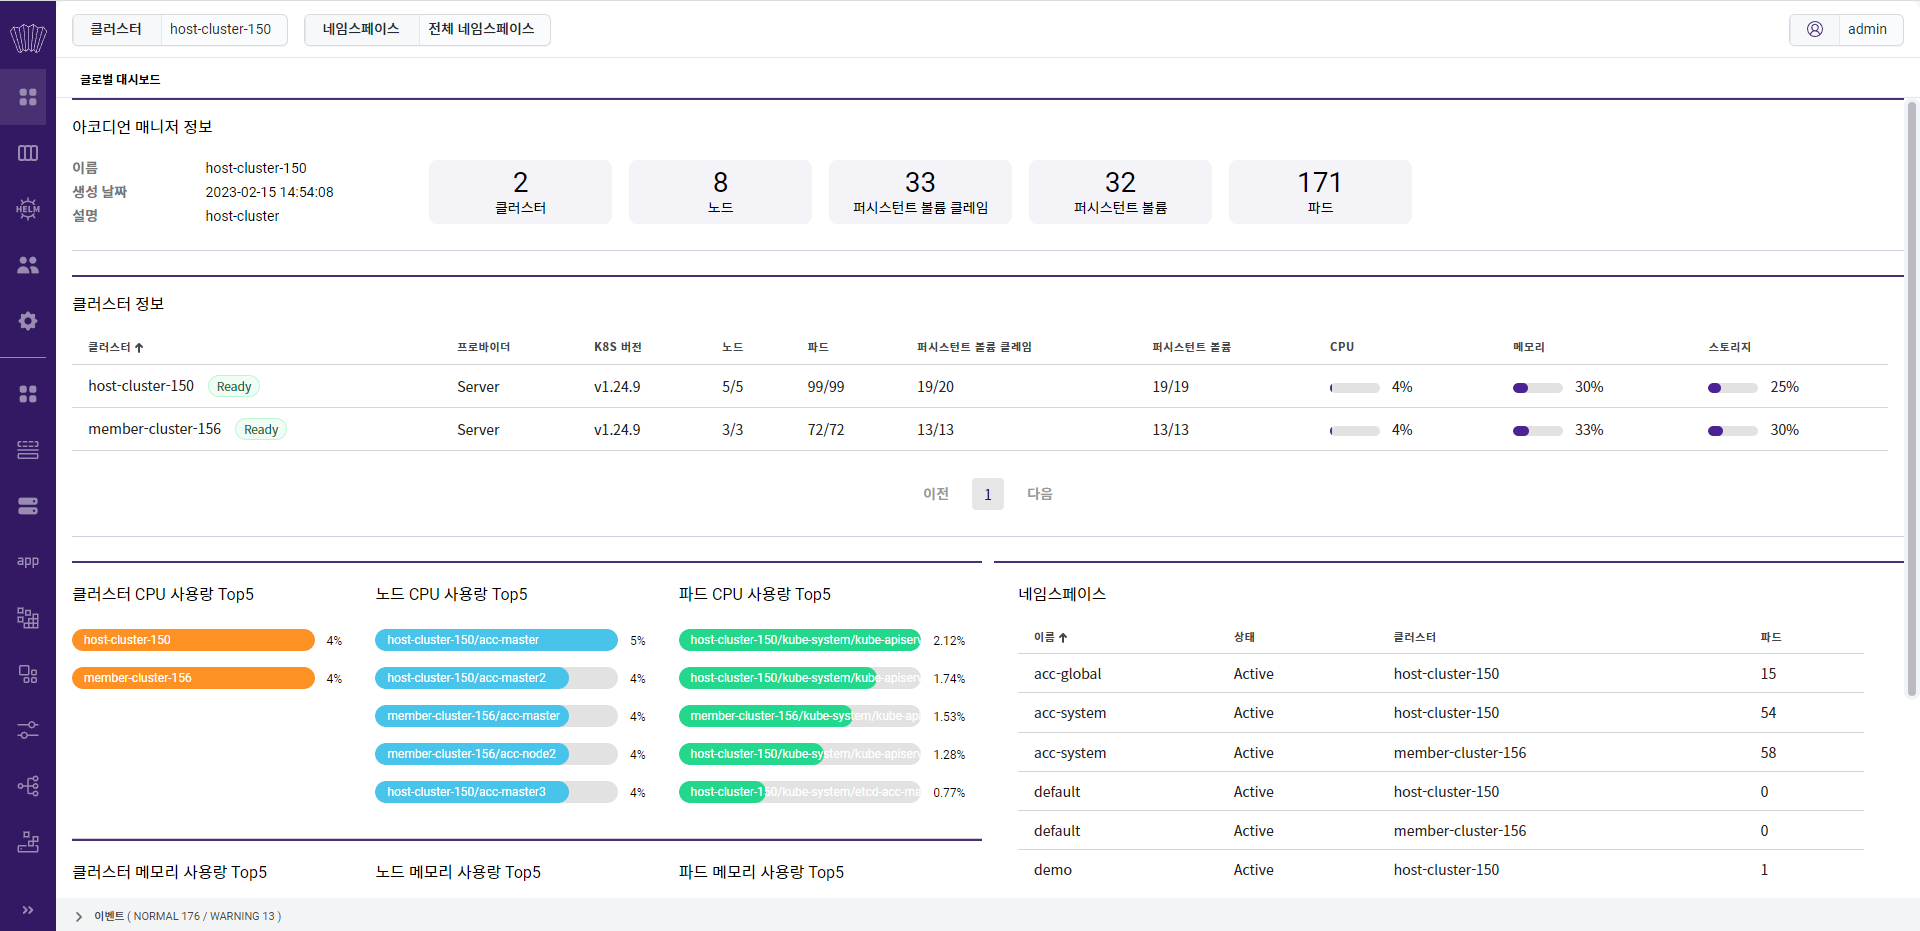 클러스터 host-cluster-150 네임스페이스 전체 네임스페이스 admin
글로벌 대시보드
아코디언 매니저 정보
이름 host-cluster-150
생성 날짜 2023-02-15 14:54:08
설명 host-cluster
2 8 33 32 171
클러스터 노드 퍼시스턴트 볼륨 클레임 퍼시스턴트 볼륨 파드
클러스터 정보
클러스터 프로바이더 K8S 버전 노드 파드 퍼시스턴트 볼륨 클레임 퍼시스턴트 볼륨 CPU 메모리 스토리지
host-cluster-150 Ready Server v1.24.9 5/5 99/99 19/20 19/19 4% 30% 25%
member-cluster-156 Ready Server v1.24.9 3/3 72/72 13/13 13/13 4% 33% 30%
이전 1 다음
클러스터 CPU 사용량 Top5
host-cluster-150 4%
member-cluster-156 4%
노드 CPU 사용량 Top5
host-cluster-150/acc-master 5%
host-cluster-150/acc-master2 4%
member-cluster-156/acc-master 4%
member-cluster-156/acc-node2 4%
host-cluster-150/acc-master3 4%
파드 CPU 사용량 Top5
host-cluster-150/kube-system/kube-apiserv 2.12%
host-cluster-150/kube-system/kube-apiserv 1.74%
member-cluster-156/kube-system/kube-ap 1.53%
host-cluster-150/kube-system/kube-apiserv 1.28%
host-cluster-150/kube-system/etcd-acc-ma 0.77%
네임스페이스
이름 상태 클러스터 파드
acc-global Active host-cluster-150 15
acc-system Active host-cluster-150 54
acc-system Active member-cluster-156 58
default Active host-cluster-150 0
default Active member-cluster-156 0
demo Active host-cluster-150 1
클러스터 메모리 사용량 Top5
노드 메모리 사용량 Top5
파드 메모리 사용량 Top5
이벤트 ( NORMAL 176 / WARNING 13 )
HELM
app